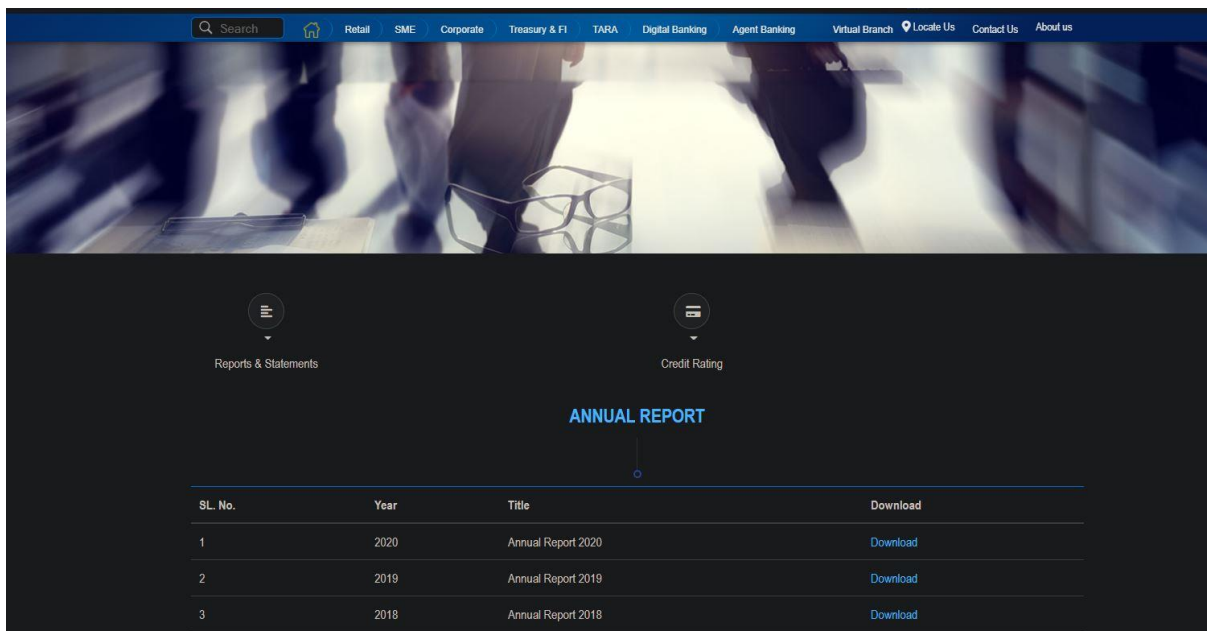 Search Retail SME Corporate Treasury & FI TARA Digital Banking Agent Banking Virtual Branch Locate Us Contact Us About us
Reports & Statements Credit Rating
ANNUAL REPORT
SL. No. Year Title Download
1 2020 Annual Report 2020 Download
2 2019 Annual Report 2019 Download
3 2018 Annual Report 2018 Download